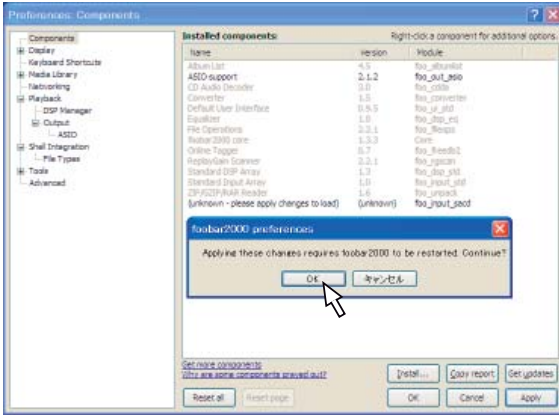 Preferences: Components
Components
Display
Keyboard Shortcuts
Media Library
Networking
Playback
DSP Manager
Output
ASIO
Shell Integration
File Types
Tools
Advanced
Installed components:
Right-click a component for additional options.
Name Version Module
Album List 4.5 foo_albumlist
ASIO support 2.1.2 foo_out_asio
CD Audio Decoder 3.0 foo_cdda
Converter 1.5 foo_converter
Default User Interface 0.9.5 foo_ui_std
Equalizer 1.0 foo_dsp_eq
File Operations 2.2.1 foo_fileops
foobar2000 core 1.3.3 Core
Online Tagger 0.7 foo_freedb2
ReplayGain Scanner 2.2.1 foo_rgscan
Standard DSP Array 1.3 foo_dsp_std
Standard Input Array 1.0 foo_input_std
ZIP/GZIP/RAR Reader 1.6 foo_unpack
(unknown - please apply changes to load) (unknown) foo_input_sacd
foobar2000 preferences
Applying these changes requires foobar2000 to be restarted. Continue?
OK キャンセル
Get more components
Why are some components greyed out?
Install... Copy report Get updates
Reset all Reset page OK Cancel Apply